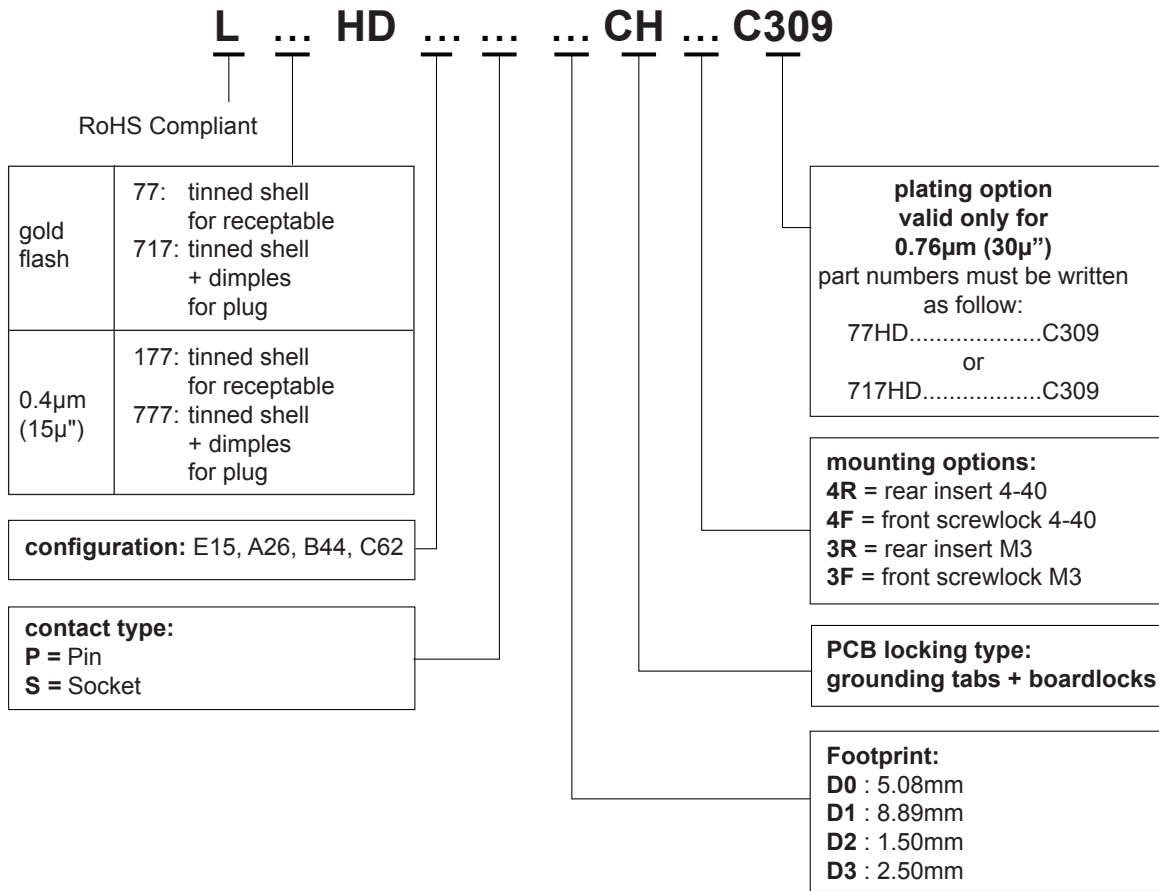 L ... HD ... ... ... CH ... C309
RoHS Compliant
gold
flash
77: tinned shell
for receptable
717: tinned shell
+ dimples
for plug
0.4µm
(15µ")
177: tinned shell
for receptable
777: tinned shell
+ dimples
for plug
configuration: E15, A26, B44, C62
contact type:
P = Pin
S = Socket
plating option
valid only for
0.76µm (30µ”)
part numbers must be written
as follow:
77HD....................C309
or
717HD..................C309
mounting options:
4R = rear insert 4-40
4F = front screwlock 4-40
3R = rear insert M3
3F = front screwlock M3
PCB locking type:
grounding tabs + boardlocks
Footprint:
D0 : 5.08mm
D1 : 8.89mm
D2 : 1.50mm
D3 : 2.50mm